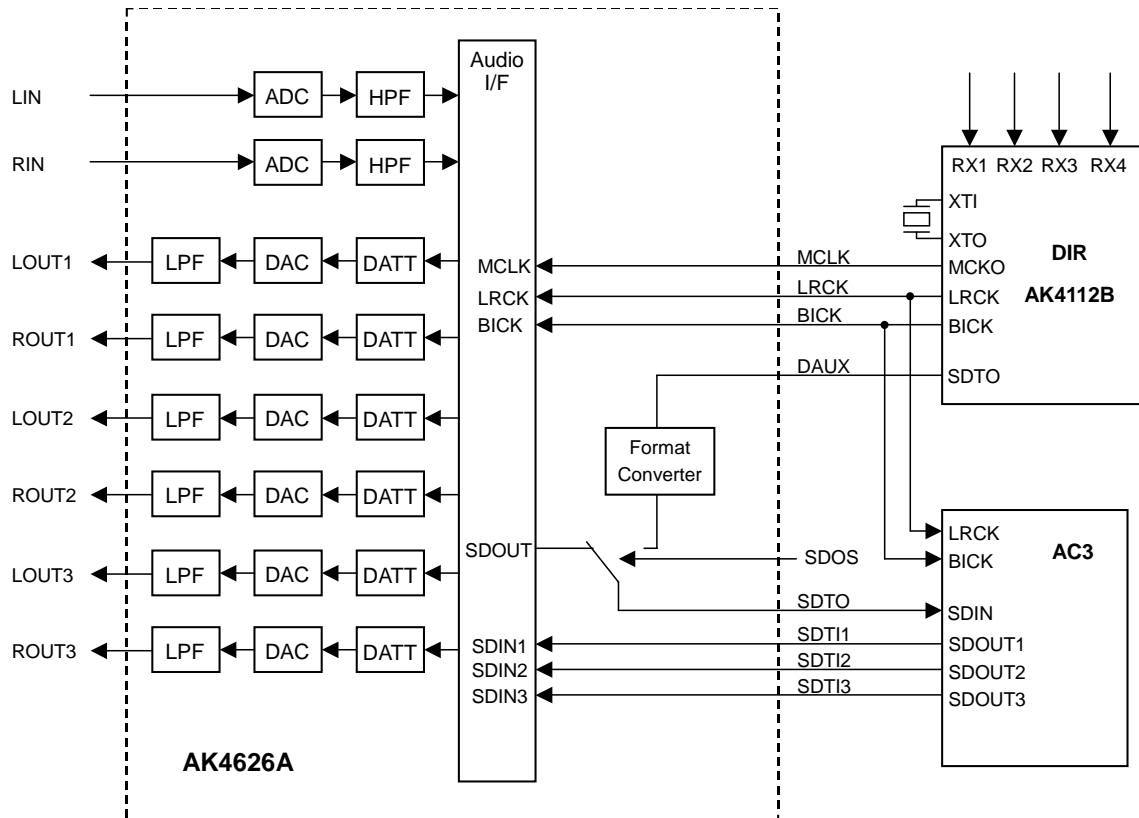 Audio
I/F
LIN
ADC
HPF
RIN
ADC
HPF
RX1 RX2 RX3 RX4
XTI
XTO
DIR
AK4112B
LOUT1
LPF
DAC
DATT
MCLK
MCLK
MCKO
LRCK
LRCK
LRCK
ROUT1
LPF
DAC
DATT
BICK
BICK
BICK
DAUX
SDTO
LOUT2
LPF
DAC
DATT
Format
Converter
ROUT2
LPF
DAC
DATT
SDOUT
SDOS
LRCK
BICK
AC3
LOUT3
LPF
DAC
DATT
SDTO
SDIN
ROUT3
LPF
DAC
DATT
SDIN1
SDTI1
SDOUT1
SDIN2
SDTI2
SDOUT2
SDIN3
SDTI3
SDOUT3
AK4626A